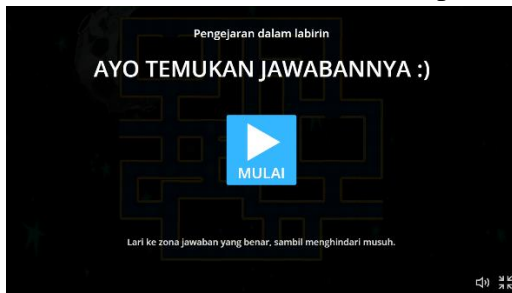 Pengejaran dalam labirin
AYO TEMUKAN JAWABANNYA :)
MULAI
Lari ke zona jawaban yang benar, sambil menghindari musuh.